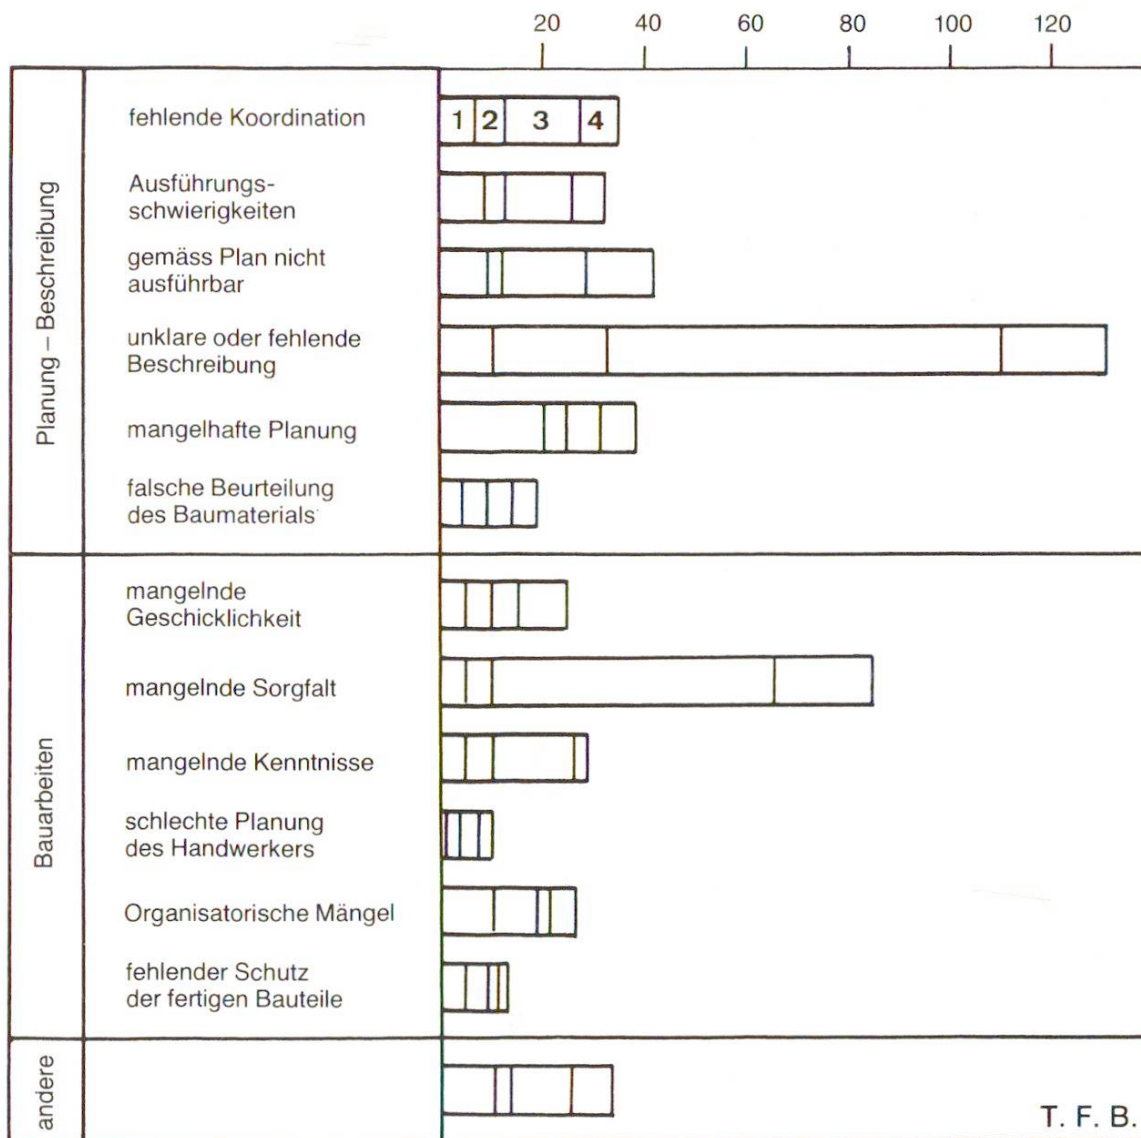 20 40 60 80 100 120
Planung – Beschreibung
fehlende Koordination
1 2 3 4
Ausführungs-
schwierigkeiten
gemäss Plan nicht
ausführbar
unklare oder fehlende
Beschreibung
mangelhafte Planung
falsche Beurteilung
des Baumaterials
Bauarbeiten
mangelnde
Geschicklichkeit
mangelnde Sorgfalt
mangelnde Kenntnisse
schlechte Planung
des Handwerkers
Organisatorische Mängel
fehlender Schutz
der fertigen Bauteile
andere
T. F. B.